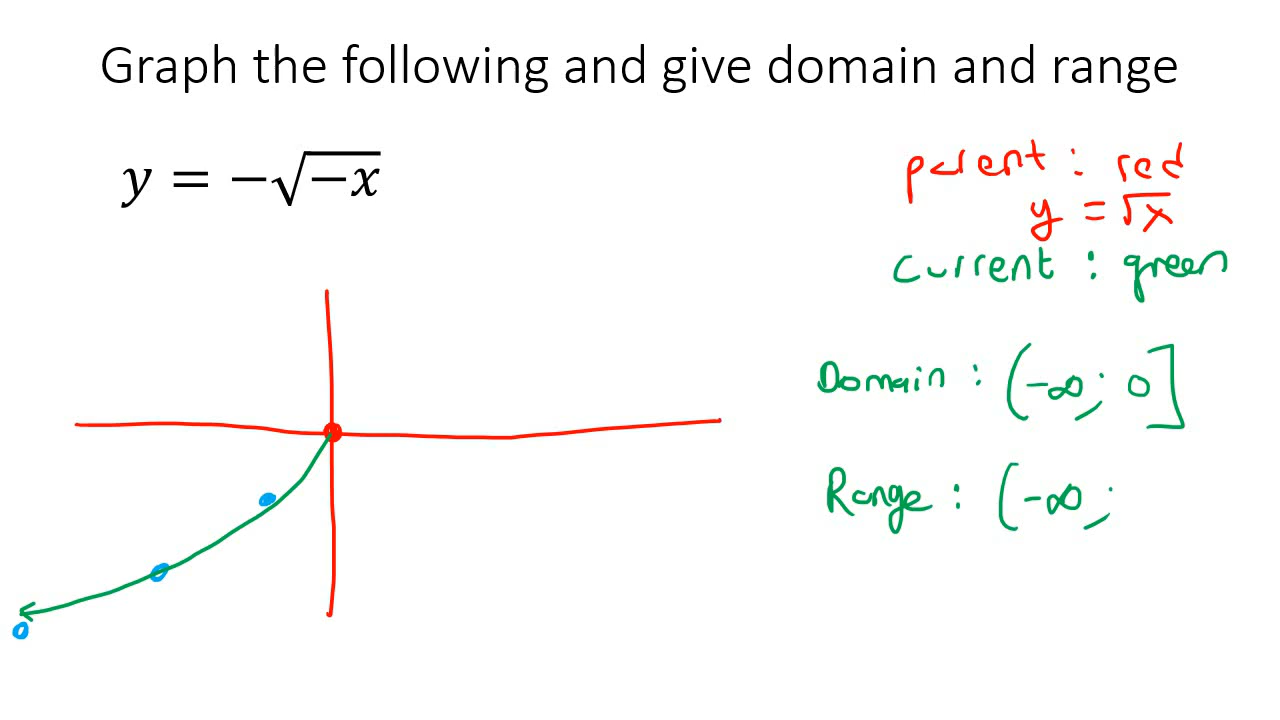 Graph the following and give domain and range
y = −√−x
parent : red
y = √x
current : green
Domain : (-∞; 0]
Range : (-∞;